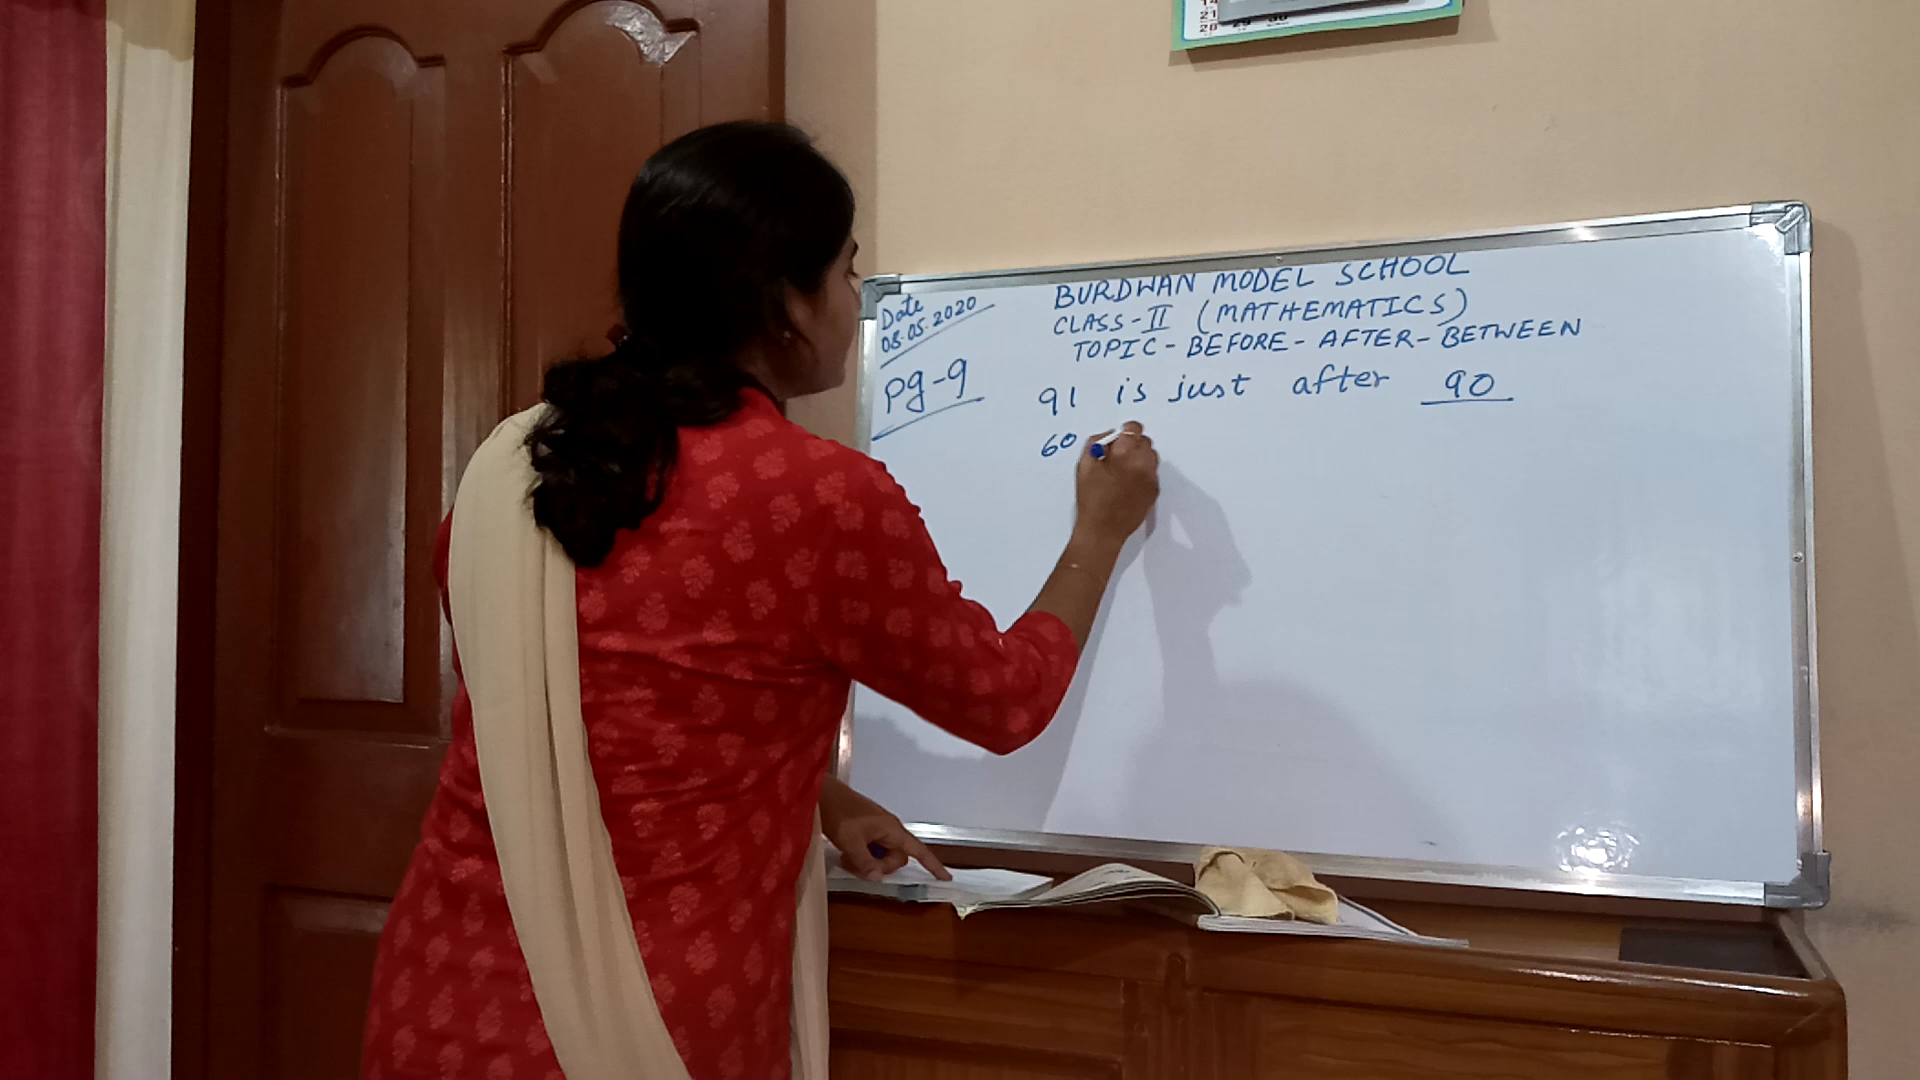 Date
08.05.2020
pg-9
BURDWAN MODEL SCHOOL
CLASS-II (MATHEMATICS)
TOPIC-BEFORE-AFTER-BETWEEN
91 is just after 90
60